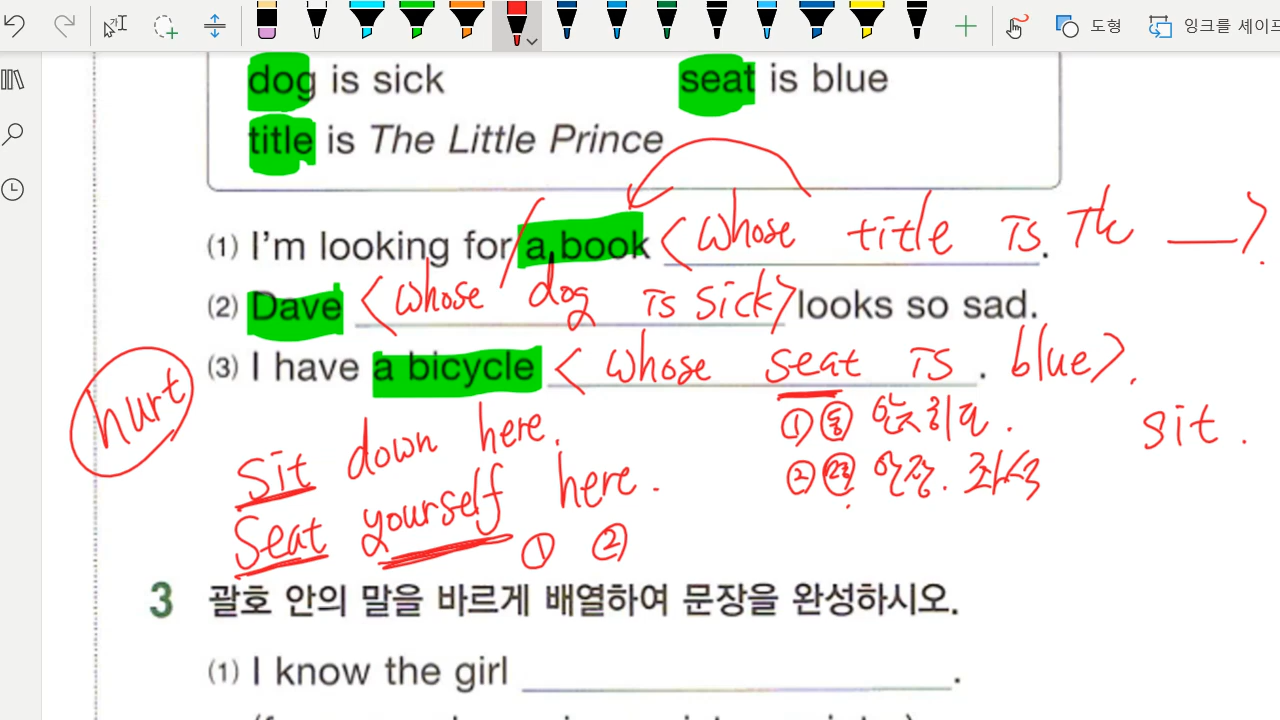 도형
잉크를 셰이프
dog is sick seat is blue
title is The Little Prince
(1) I'm looking for a book <whose title is The __>.
(2) Dave <whose dog is sick> looks so sad.
(3) I have a bicycle <whose seat is . blue>.
hurt
① 동 앉히다. sit.
② 명 안장. 좌석
Sit down here.
Seat yourself here.
① ②
3 괄호 안의 말을 바르게 배열하여 문장을 완성하시오.
(1) I know the girl .